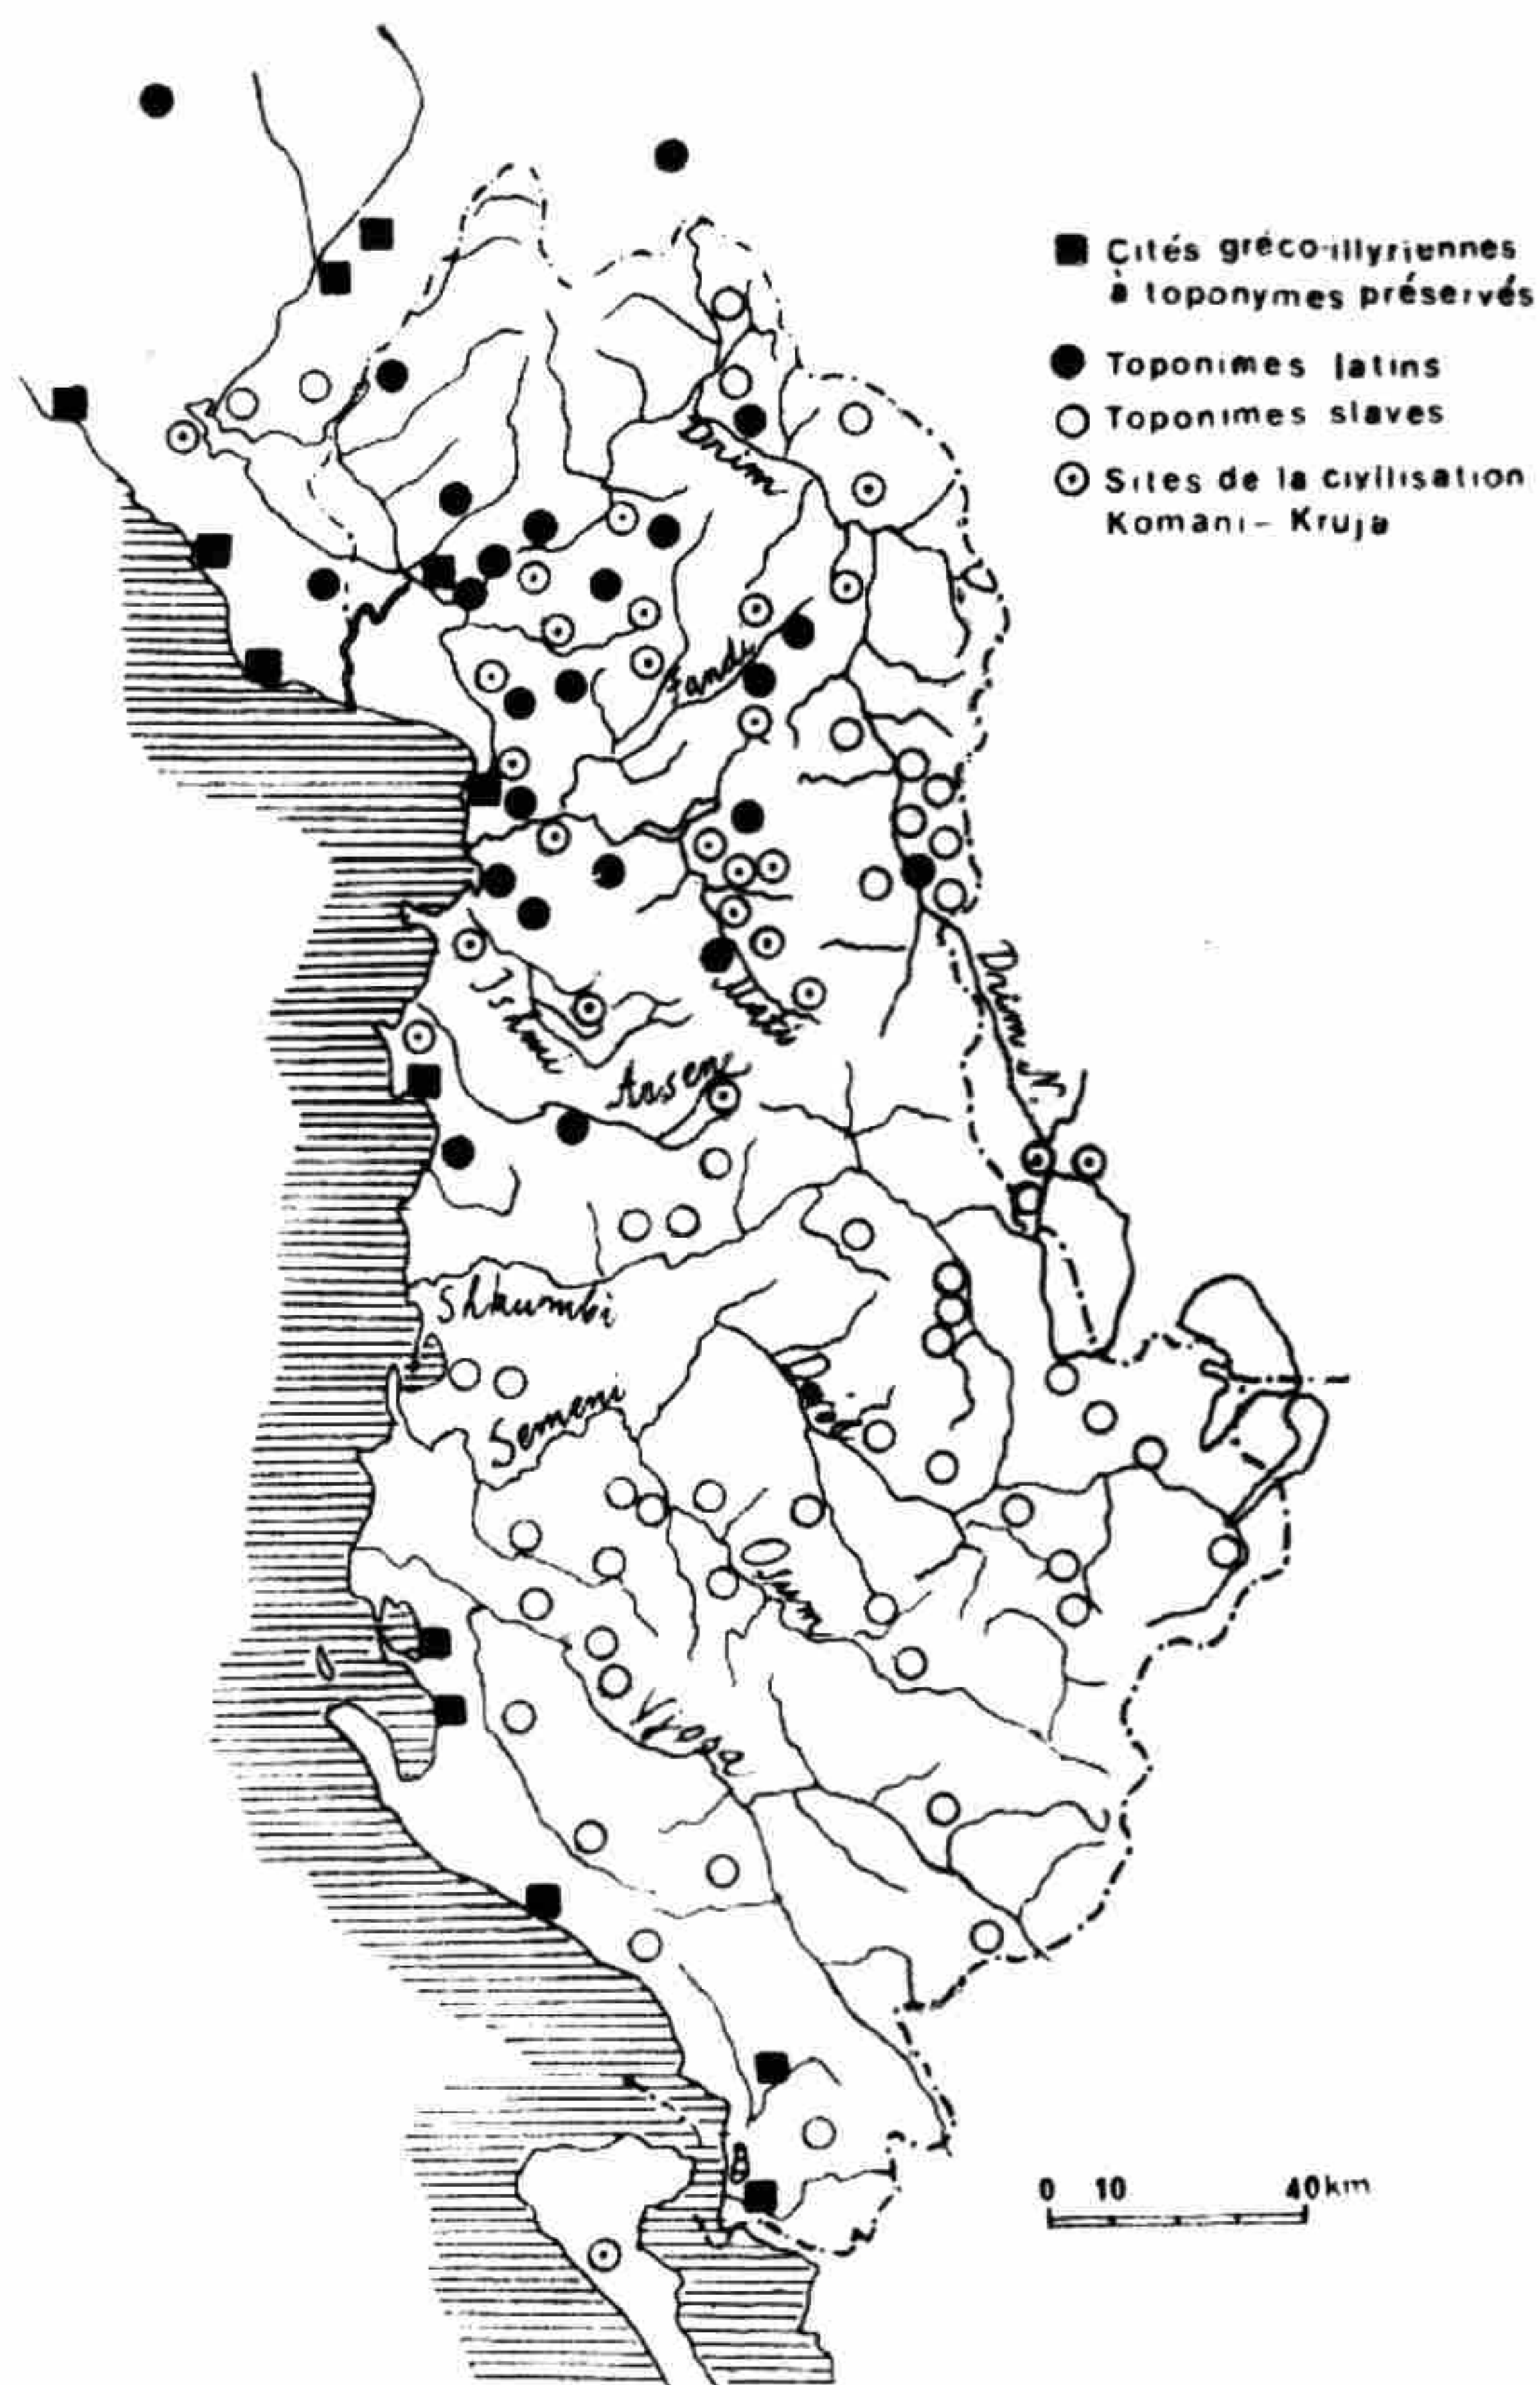 Cités gréco-illyriennes
à toponymes préservés
Toponimes latins
Toponimes slaves
Sites de la civilisation
Komani - Kruja
Drim
Fandi
Mati
Ishmi
Arsen
Drim N.
Shkumbi
Semeni
Devoli
Osum
Vjosa
0 10 40km